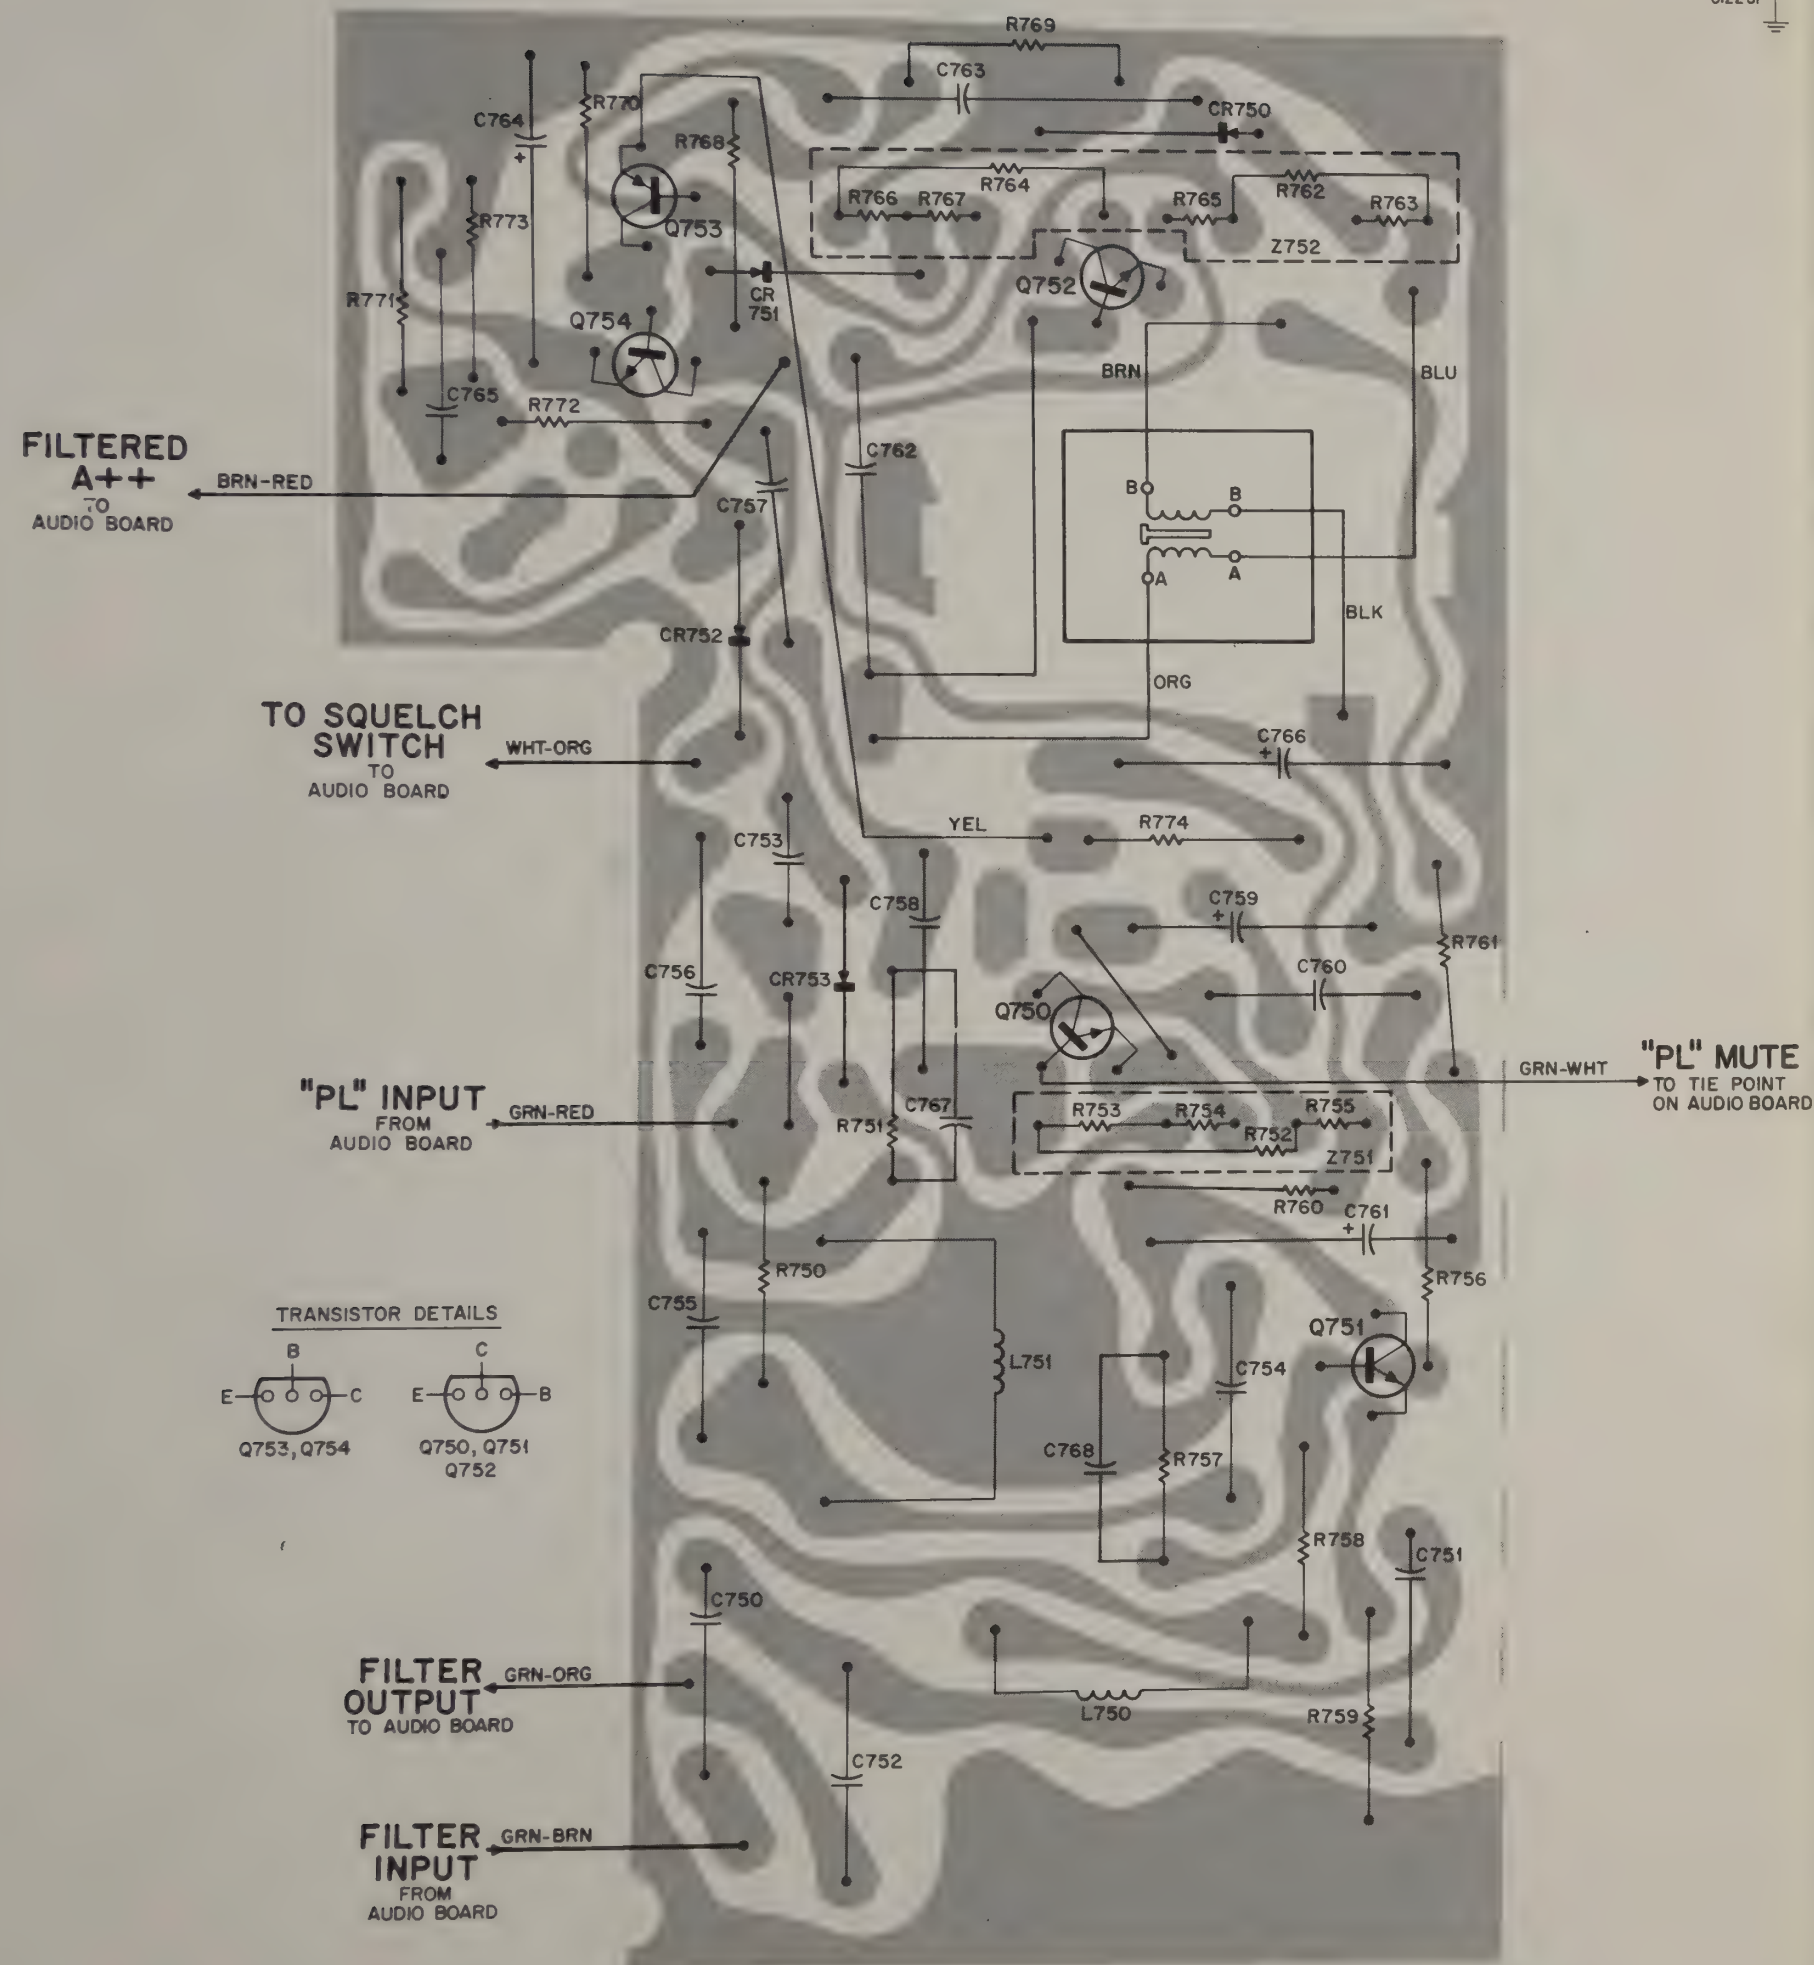 R769
C763
CR750
C764
+
R770
R768
R764
R766
R767
R765
R762
R763
Z752
R773
Q753
R771
CR
751
Q752
Q754
BRN
BLU
C765
R772
FILTERED
A++
TO
AUDIO BOARD
BRN-RED
C762
C757
B
B
A
A
BLK
CR752
ORG
TO SQUELCH
SWITCH
TO
AUDIO BOARD
WHT-ORG
C766
+
YEL
R774
C753
C758
C759
+
R761
C756
CR753
C760
Q750
"PL" INPUT
FROM
AUDIO BOARD
GRN-RED
GRN-WHT
"PL" MUTE
TO TIE POINT
ON AUDIO BOARD
R751
C767
R753
R754
R755
R752
Z751
R760
C761
+
R750
R756
C755
Q751
L751
C754
TRANSISTOR DETAILS
B
C
E
C
E
B
Q753, Q754
Q750, Q751
Q752
C768
R757
R758
C751
C750
FILTER
OUTPUT
TO AUDIO BOARD
GRN-ORG
L750
R759
C752
FILTER
INPUT
FROM
AUDIO BOARD
GRN-BRN